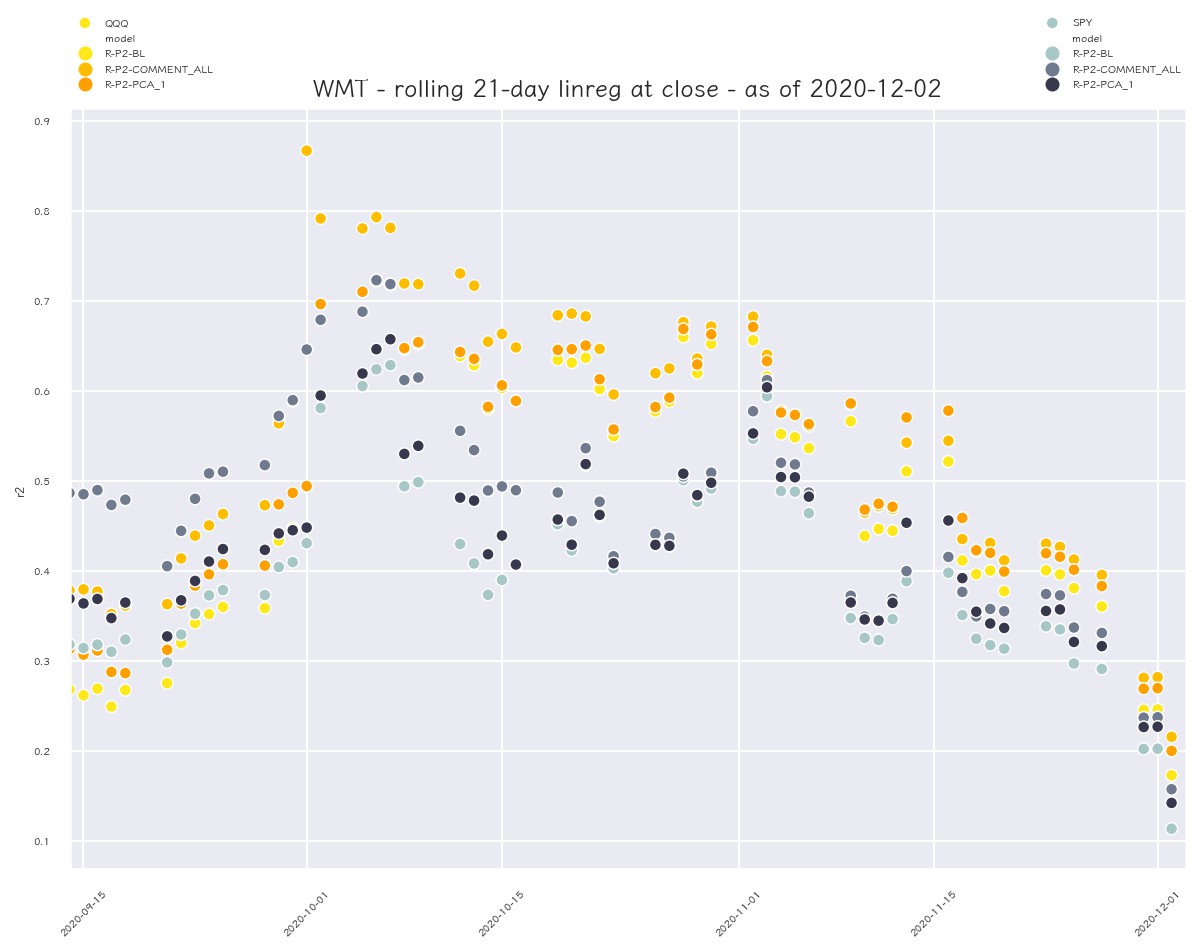 QQQ
model
R-P2-BL
R-P2-COMMENT_ALL
R-P2-PCA_1
SPY
model
R-P2-BL
R-P2-COMMENT_ALL
R-P2-PCA_1
WMT - rolling 21-day linreg at close - as of 2020-12-02
0.9
0.8
0.7
0.6
0.5
0.4
0.3
0.2
0.1
r2
2020-09-15
2020-10-01
2020-10-15
2020-11-01
2020-11-15
2020-12-01